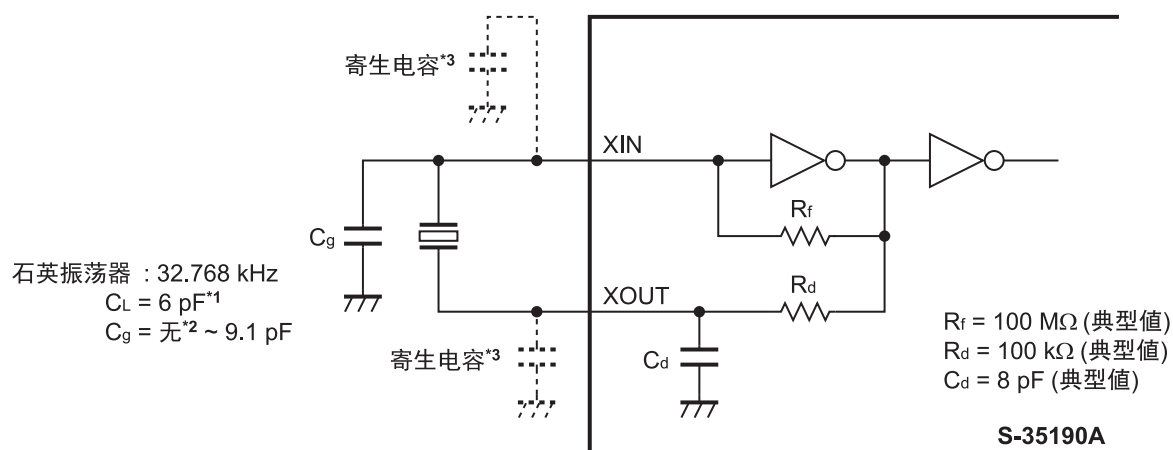 寄生电容*3
XIN
Rf
Cg
石英振荡器 : 32.768 kHz
CL = 6 pF*1
Cg = 无*2 ~ 9.1 pF
XOUT
Rd
寄生电容*3
Cd
Rf = 100 MΩ (典型值)
Rd = 100 kΩ (典型值)
Cd = 8 pF (典型值)
S-35190A